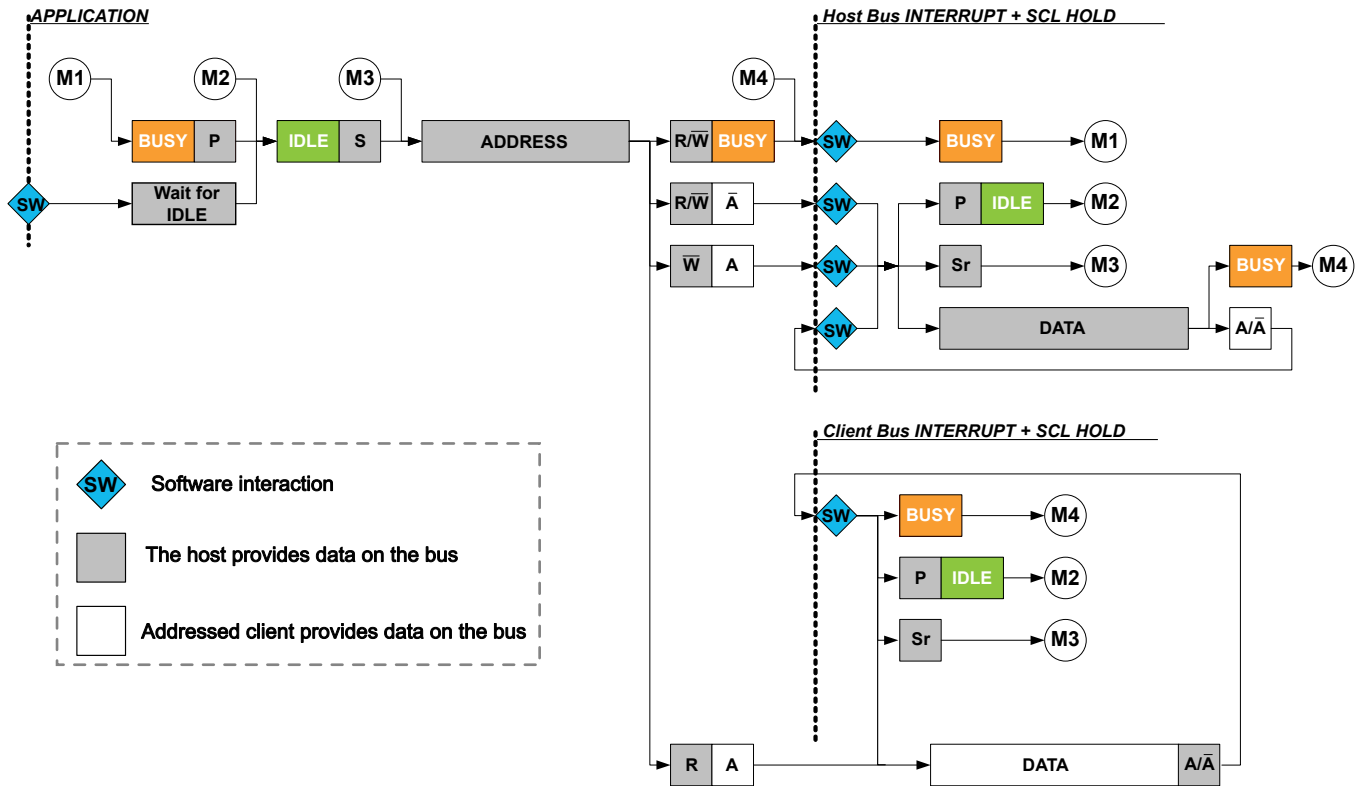 APPLICATION
Host Bus INTERRUPT + SCL HOLD
M1
M2
M3
M4
BUSY P
IDLE S
ADDRESS
R/W̅ BUSY
SW
BUSY
M1
SW
Wait for
IDLE
R/W̅ A̅
SW
P IDLE
M2
W̅ A
SW
Sr
M3
BUSY
M4
SW
DATA
A/A̅
Client Bus INTERRUPT + SCL HOLD
SW
Software interaction
The host provides data on the bus
Addressed client provides data on the bus
SW
BUSY
M4
P IDLE
M2
Sr
M3
R A
DATA
A/A̅